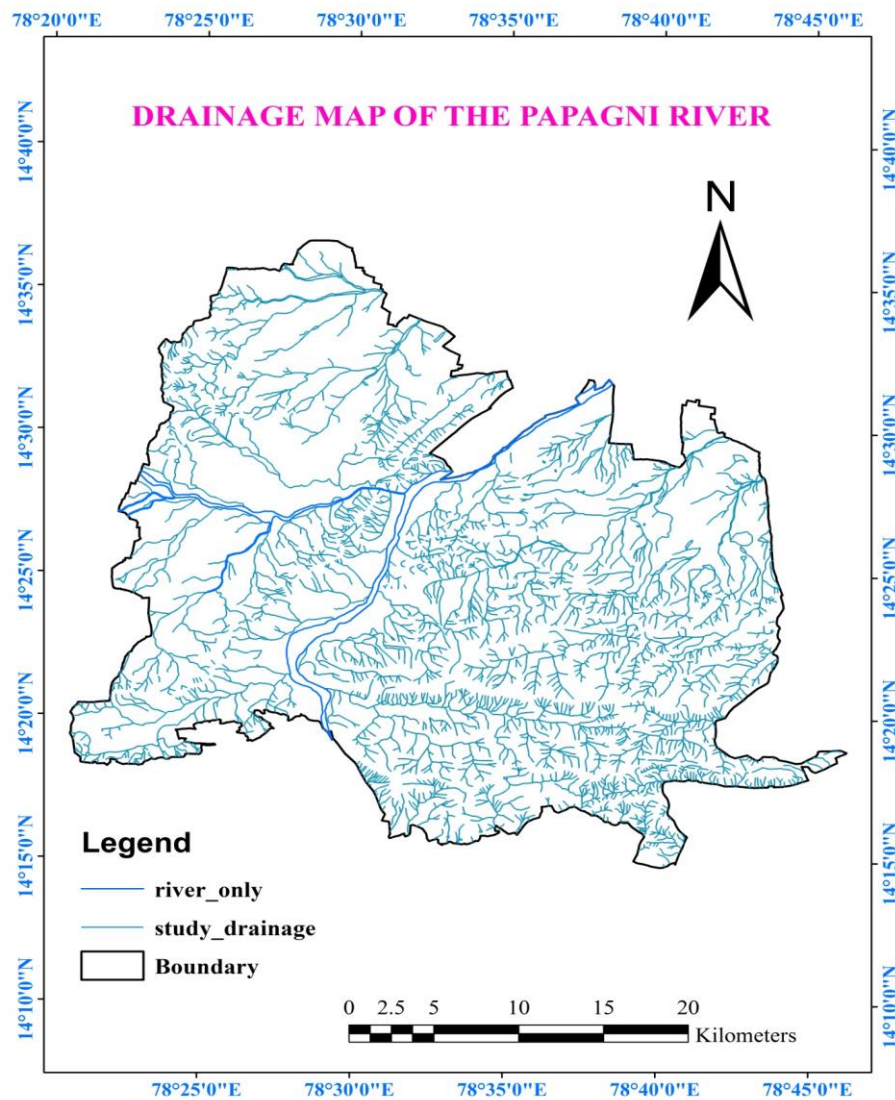 78°20'0"E 78°25'0"E 78°30'0"E 78°35'0"E 78°40'0"E 78°45'0"E
DRAINAGE MAP OF THE PAPAGNI RIVER
N
14°40'0"N 14°40'0"N
14°35'0"N 14°35'0"N
14°30'0"N 14°30'0"N
14°25'0"N 14°25'0"N
14°20'0"N 14°20'0"N
14°15'0"N 14°15'0"N
14°10'0"N 14°10'0"N
Legend
river_only
study_drainage
Boundary
0 2.5 5 10 15 20
Kilometers
78°25'0"E 78°30'0"E 78°35'0"E 78°40'0"E 78°45'0"E